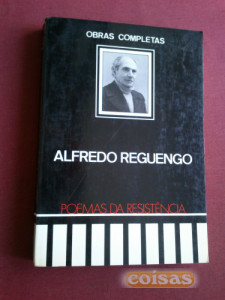 OBRAS COMPLETAS
ALFREDO REGUENGO
POEMAS DA RESISTÊNCIA
coisas